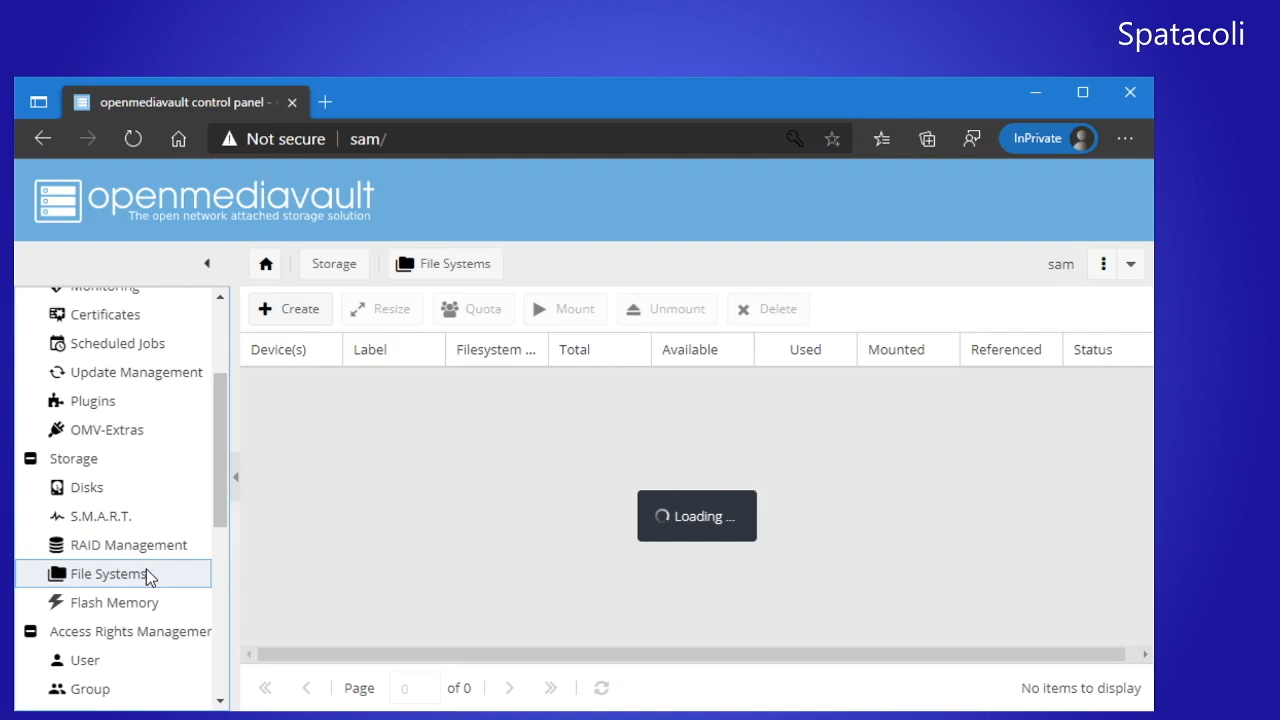 Spatacoli
openmediavault control panel -
Not secure
sam/
InPrivate
openmediavault
The open network attached storage solution
Storage
File Systems
sam
Monitoring
Certificates
Scheduled Jobs
Update Management
Plugins
OMV-Extras
Storage
Disks
S.M.A.R.T.
RAID Management
File Systems
Flash Memory
Access Rights Managemer
User
Group
Create
Resize
Quota
Mount
Unmount
Delete
Device(s)
Label
Filesystem ...
Total
Available
Used
Mounted
Referenced
Status
Loading ...
Page
0
of 0
No items to display